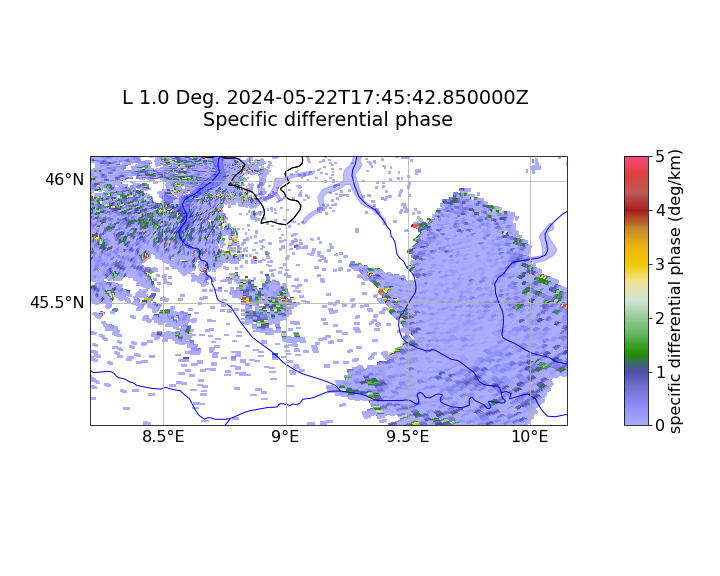 L 1.0 Deg. 2024-05-22T17:45:42.850000Z
Specific differential phase
46°N
45.5°N
8.5°E
9°E
9.5°E
10°E
5
4
3
2
1
0
specific differential phase (deg/km)